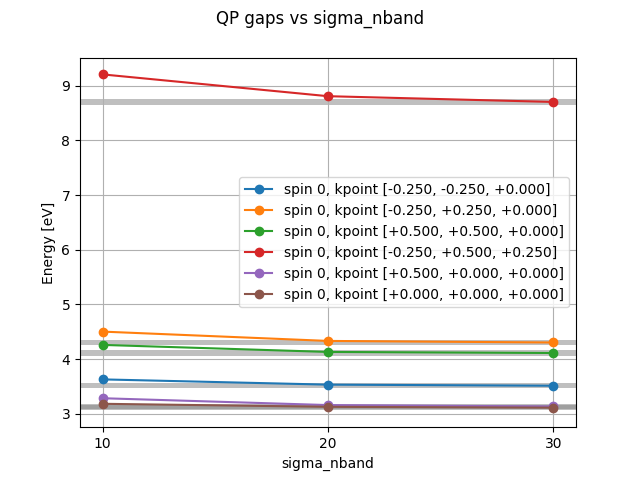 QP gaps vs sigma_nband
Energy [eV]
9
8
7
6
5
4
3
spin 0, kpoint [-0.250, -0.250, +0.000]
spin 0, kpoint [-0.250, +0.250, +0.000]
spin 0, kpoint [+0.500, +0.500, +0.000]
spin 0, kpoint [-0.250, +0.500, +0.250]
spin 0, kpoint [+0.500, +0.000, +0.000]
spin 0, kpoint [+0.000, +0.000, +0.000]
10
20
30
sigma_nband